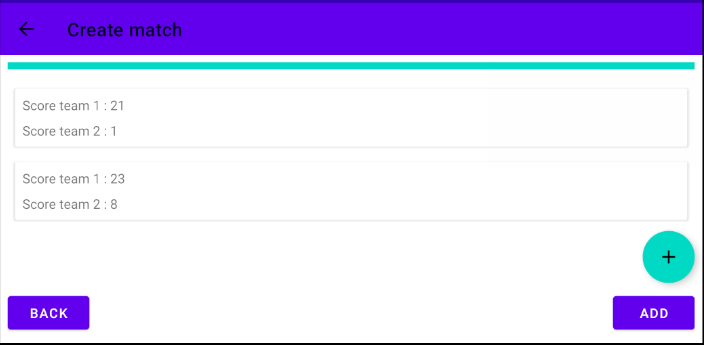 Create match
Score team 1 : 21
Score team 2 : 1
Score team 1 : 23
Score team 2 : 8
+
BACK
ADD